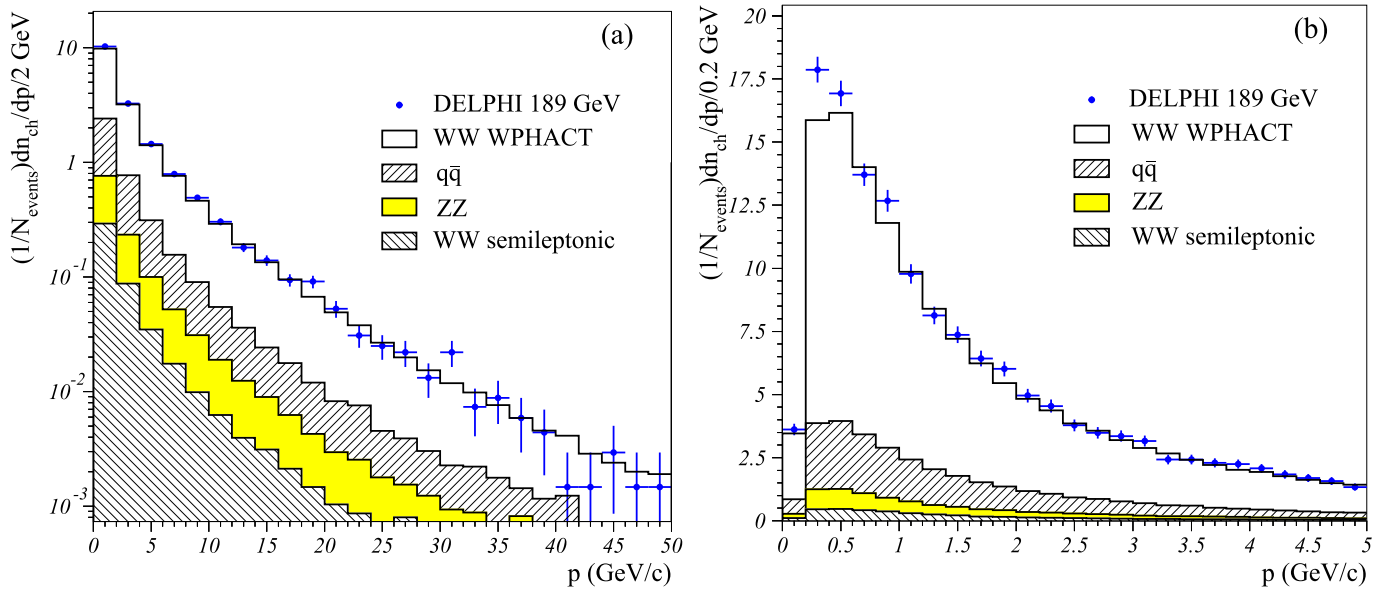 (a)
(1/N_events)dn_ch/dp/2 GeV
10
1
10^-1
10^-2
10^-3
DELPHI 189 GeV
WW WPHACT
qq̄
ZZ
WW semileptonic
0 5 10 15 20 25 30 35 40 45 50
p (GeV/c)
(b)
(1/N_events)dn_ch/dp/0.2 GeV
20
17.5
15
12.5
10
7.5
5
2.5
0
DELPHI 189 GeV
WW WPHACT
qq̄
ZZ
WW semileptonic
0 0.5 1 1.5 2 2.5 3 3.5 4 4.5 5
p (GeV/c)